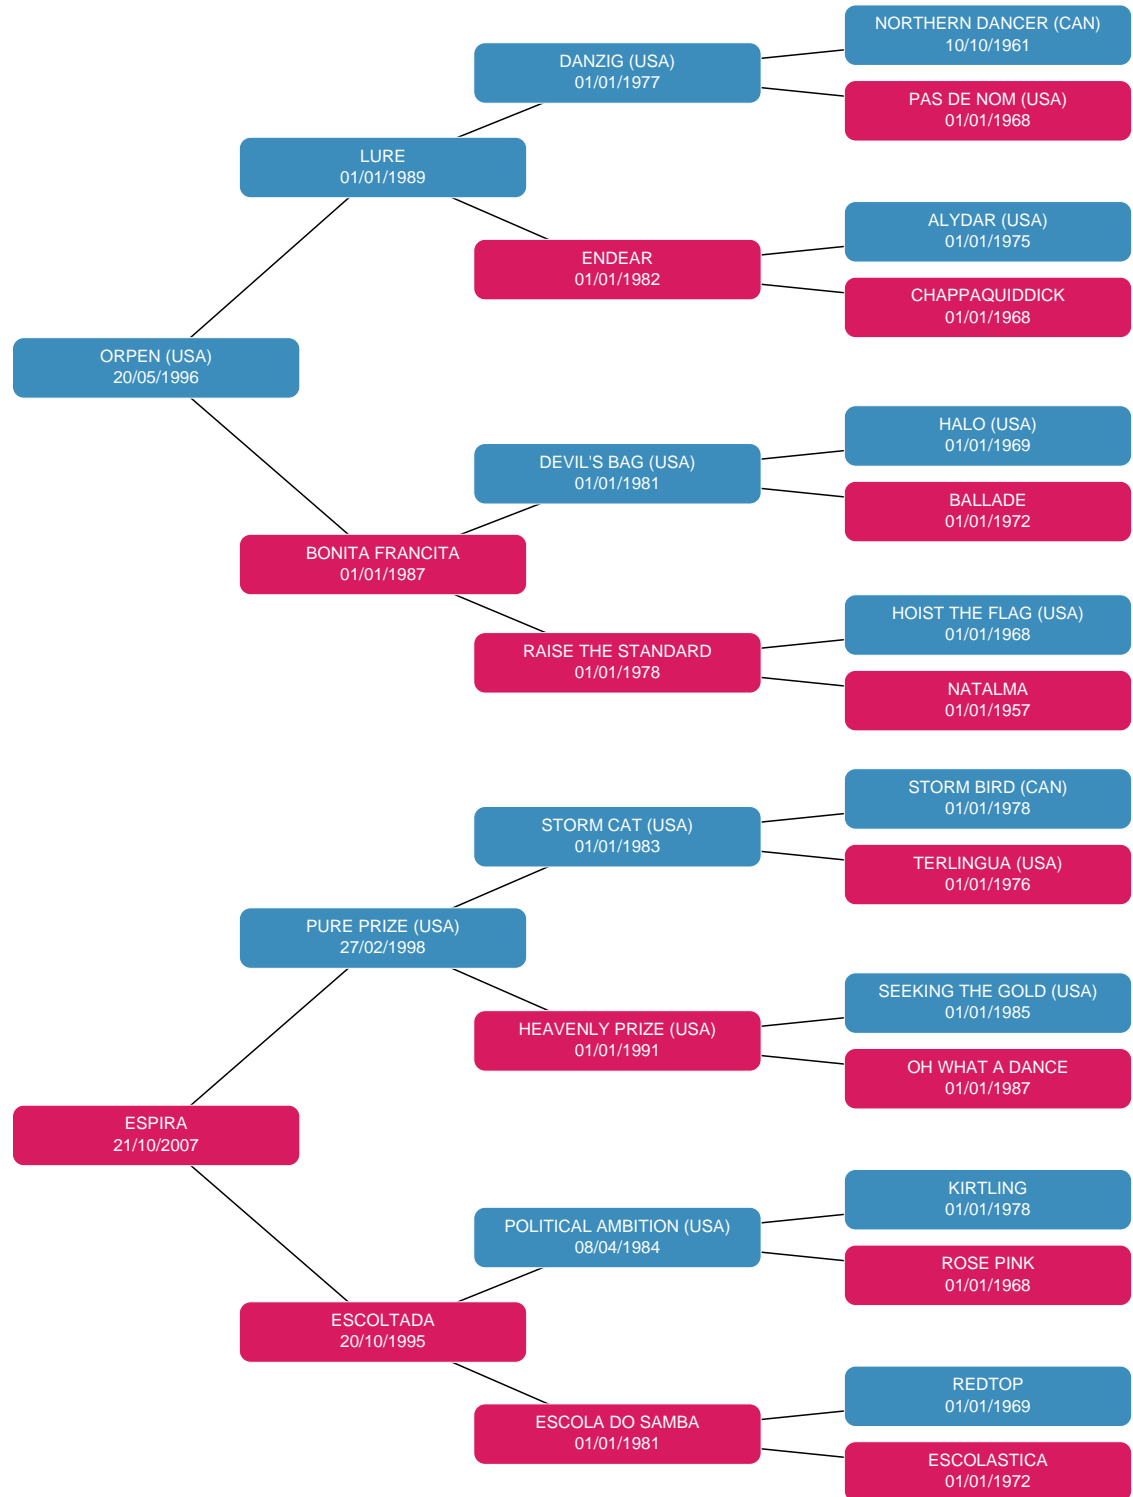 NORTHERN DANCER (CAN)
10/10/1961
DANZIG (USA)
01/01/1977
PAS DE NOM (USA)
01/01/1968
LURE
01/01/1989
ALYDAR (USA)
01/01/1975
ENDEAR
01/01/1982
CHAPPAQUIDDICK
01/01/1968
ORPEN (USA)
20/05/1996
HALO (USA)
01/01/1969
DEVIL'S BAG (USA)
01/01/1981
BALLADE
01/01/1972
BONITA FRANCITA
01/01/1987
HOIST THE FLAG (USA)
01/01/1968
RAISE THE STANDARD
01/01/1978
NATALMA
01/01/1957
STORM BIRD (CAN)
01/01/1978
STORM CAT (USA)
01/01/1983
TERLINGUA (USA)
01/01/1976
PURE PRIZE (USA)
27/02/1998
SEEKING THE GOLD (USA)
01/01/1985
HEAVENLY PRIZE (USA)
01/01/1991
OH WHAT A DANCE
01/01/1987
ESPIRA
21/10/2007
KIRTLING
01/01/1978
POLITICAL AMBITION (USA)
08/04/1984
ROSE PINK
01/01/1968
ESCOLTADA
20/10/1995
REDTOP
01/01/1969
ESCOLA DO SAMBA
01/01/1981
ESCOLASTICA
01/01/1972